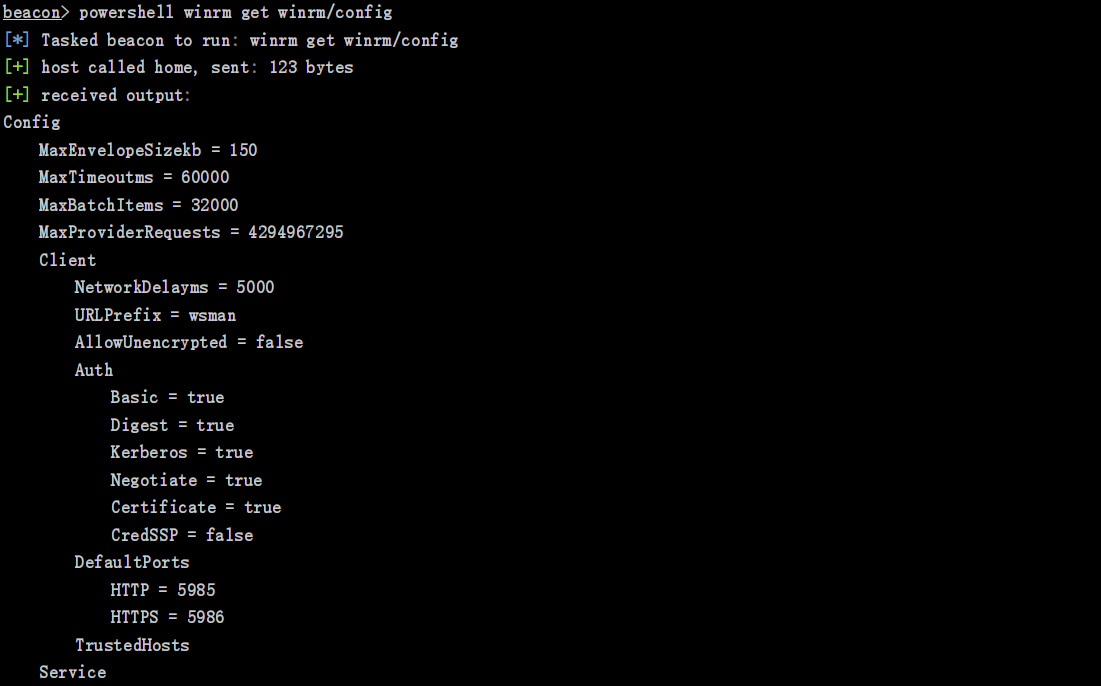 beacon> powershell winrm get winrm/config
[*] Tasked beacon to run: winrm get winrm/config
[+] host called home, sent: 123 bytes
[+] received output:
Config
    MaxEnvelopeSizekb = 150
    MaxTimeoutms = 60000
    MaxBatchItems = 32000
    MaxProviderRequests = 4294967295
    Client
        NetworkDelayms = 5000
        URLPrefix = wsman
        AllowUnencrypted = false
        Auth
            Basic = true
            Digest = true
            Kerberos = true
            Negotiate = true
            Certificate = true
            CredSSP = false
        DefaultPorts
            HTTP = 5985
            HTTPS = 5986
        TrustedHosts
    Service